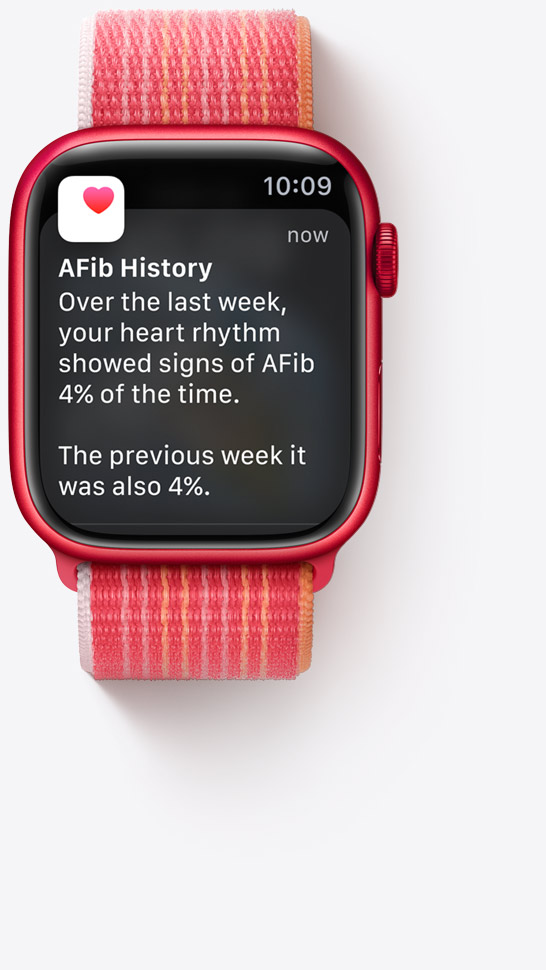 10:09
now
AFib History
Over the last week,
your heart rhythm
showed signs of AFib
4% of the time.
The previous week it
was also 4%.